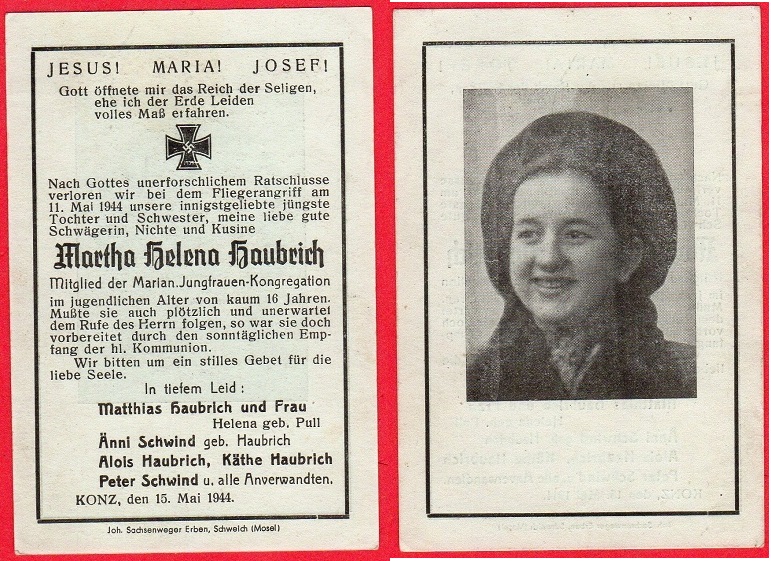 JESUS! MARIA! JOSEF!
Gott öffnete mir das Reich der Seligen,
ehe ich der Erde Leiden
volles Maß erfahren.
Nach Gottes unerforschlichem Ratschlusse
verloren wir bei dem Fliegerangriff am
11. Mai 1944 unsere innigstgeliebte jüngste
Tochter und Schwester, meine liebe gute
Schwägerin, Nichte und Kusine
Martha Helena Haubrich
Mitglied der Marian. Jungfrauen-Kongregation
im jugendlichen Alter von kaum 16 Jahren.
Mußte sie auch plötzlich und unerwartet
dem Rufe des Herrn folgen, so war sie doch
vorbereitet durch den sonntäglichen Emp-
fang der hl. Kommunion.
Wir bitten um ein stilles Gebet für die
liebe Seele.
In tiefem Leid:
Matthias Haubrich und Frau
Helena geb. Pull
Änni Schwind geb. Haubrich
Alois Haubrich, Käthe Haubrich
Peter Schwind u. alle Anverwandten.
KONZ, den 15. Mai 1944.
Joh. Sachsenweger Erben, Schweich (Mosel)